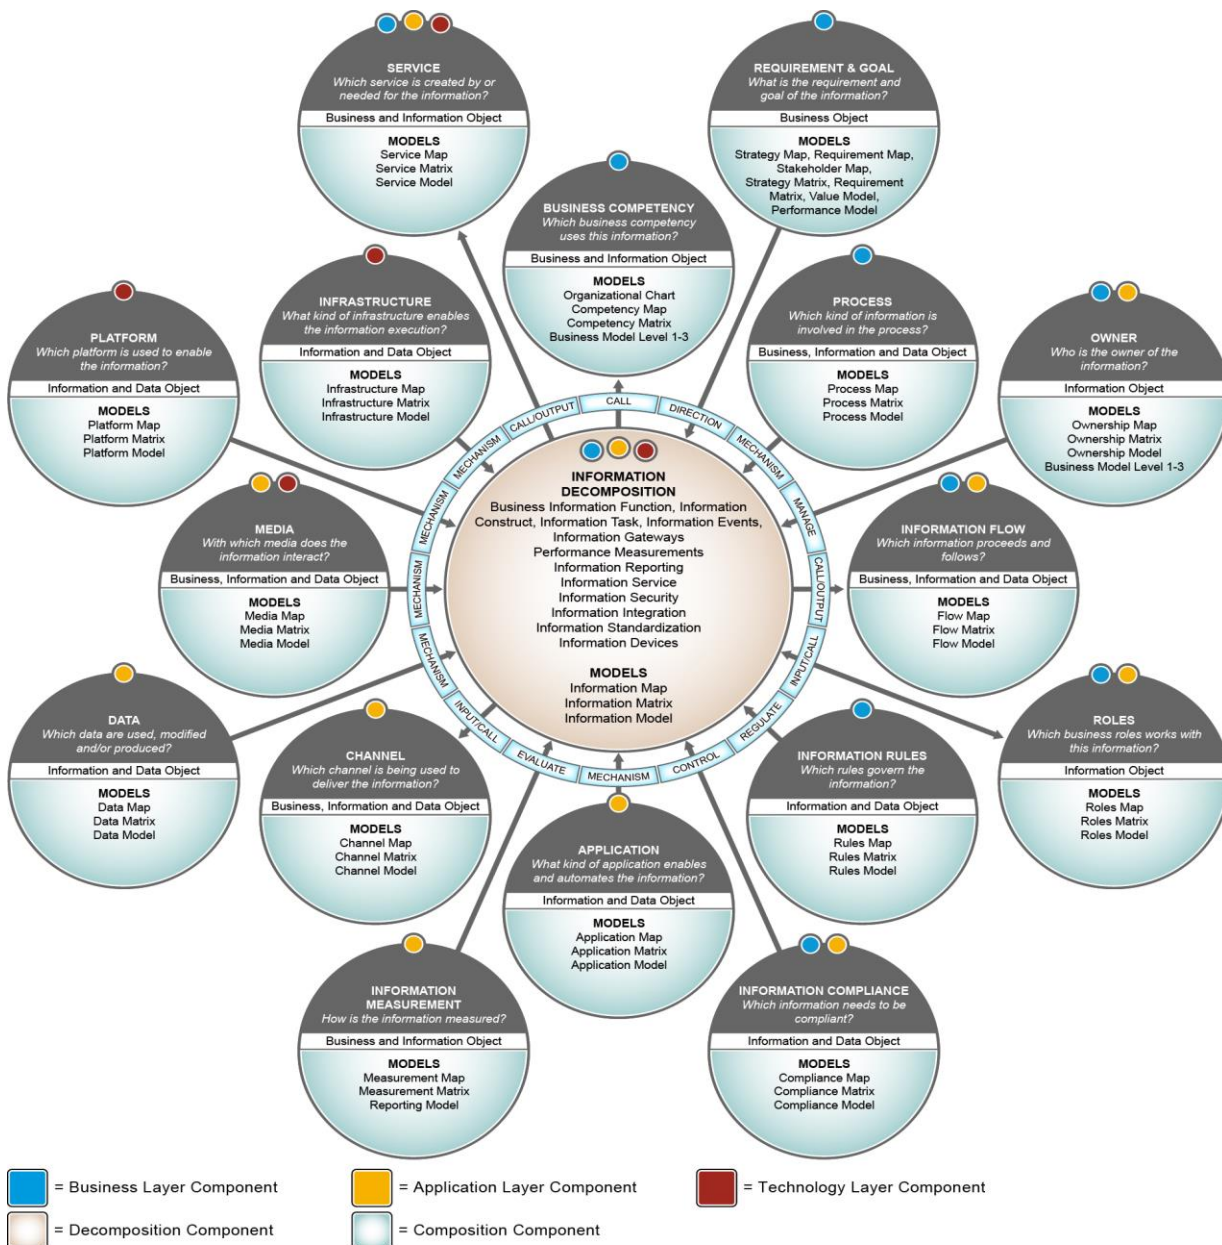 SERVICE
Which service is created by or
needed for the information?
Business and Information Object
MODELS
Service Map
Service Matrix
Service Model
REQUIREMENT & GOAL
What is the requirement and
goal of the information?
Business Object
MODELS
Strategy Map, Requirement Map,
Stakeholder Map,
Strategy Matrix, Requirement
Matrix, Value Model,
Performance Model
BUSINESS COMPETENCY
Which business competency
uses this information?
Business and Information Object
MODELS
Organizational Chart
Competency Map
Competency Matrix
Business Model Level 1-3
INFRASTRUCTURE
What kind of infrastructure enables
the information execution?
Information and Data Object
MODELS
Infrastructure Map
Infrastructure Matrix
Infrastructure Model
PROCESS
Which kind of information is
involved in the process?
Business, Information and Data Object
MODELS
Process Map
Process Matrix
Process Model
PLATFORM
Which platform is used to enable
the information?
Information and Data Object
MODELS
Platform Map
Platform Matrix
Platform Model
OWNER
Who is the owner of the
information?
Information Object
MODELS
Ownership Map
Ownership Matrix
Ownership Model
Business Model Level 1-3
CALL
DIRECTION
MECHANISM
MANAGE
CALL/OUTPUT
INPUT/CALL
REGULATE
CONTROL
MECHANISM
EVALUATE
INPUT/CALL
MECHANISM
MECHANISM
MECHANISM
MECHANISM
CALL/OUTPUT
INFORMATION
DECOMPOSITION
Business Information Function, Information
Construct, Information Task, Information Events,
Information Gateways
Performance Measurements
Information Reporting
Information Service
Information Security
Information Integration
Information Standardization
Information Devices
MODELS
Information Map
Information Matrix
Information Model
MEDIA
With which media does the
information interact?
Business, Information and Data Object
MODELS
Media Map
Media Matrix
Media Model
INFORMATION FLOW
Which information proceeds and
follows?
Business, Information and Data Object
MODELS
Flow Map
Flow Matrix
Flow Model
DATA
Which data are used, modified
and/or produced?
Information and Data Object
MODELS
Data Map
Data Matrix
Data Model
CHANNEL
Which channel is being used to
deliver the information?
Business, Information and Data Object
MODELS
Channel Map
Channel Matrix
Channel Model
INFORMATION RULES
Which rules govern the
information?
Information and Data Object
MODELS
Rules Map
Rules Matrix
Rules Model
ROLES
Which business roles works with
this information?
Information Object
MODELS
Roles Map
Roles Matrix
Roles Model
APPLICATION
What kind of application enables
and automates the information?
Information and Data Object
MODELS
Application Map
Application Matrix
Application Model
INFORMATION
MEASUREMENT
How is the information measured?
Business and Information Object
MODELS
Measurement Map
Measurement Matrix
Reporting Model
INFORMATION COMPLIANCE
Which information needs to be
compliant?
Information and Data Object
MODELS
Compliance Map
Compliance Matrix
Compliance Model
= Business Layer Component
= Application Layer Component
= Technology Layer Component
= Decomposition Component
= Composition Component